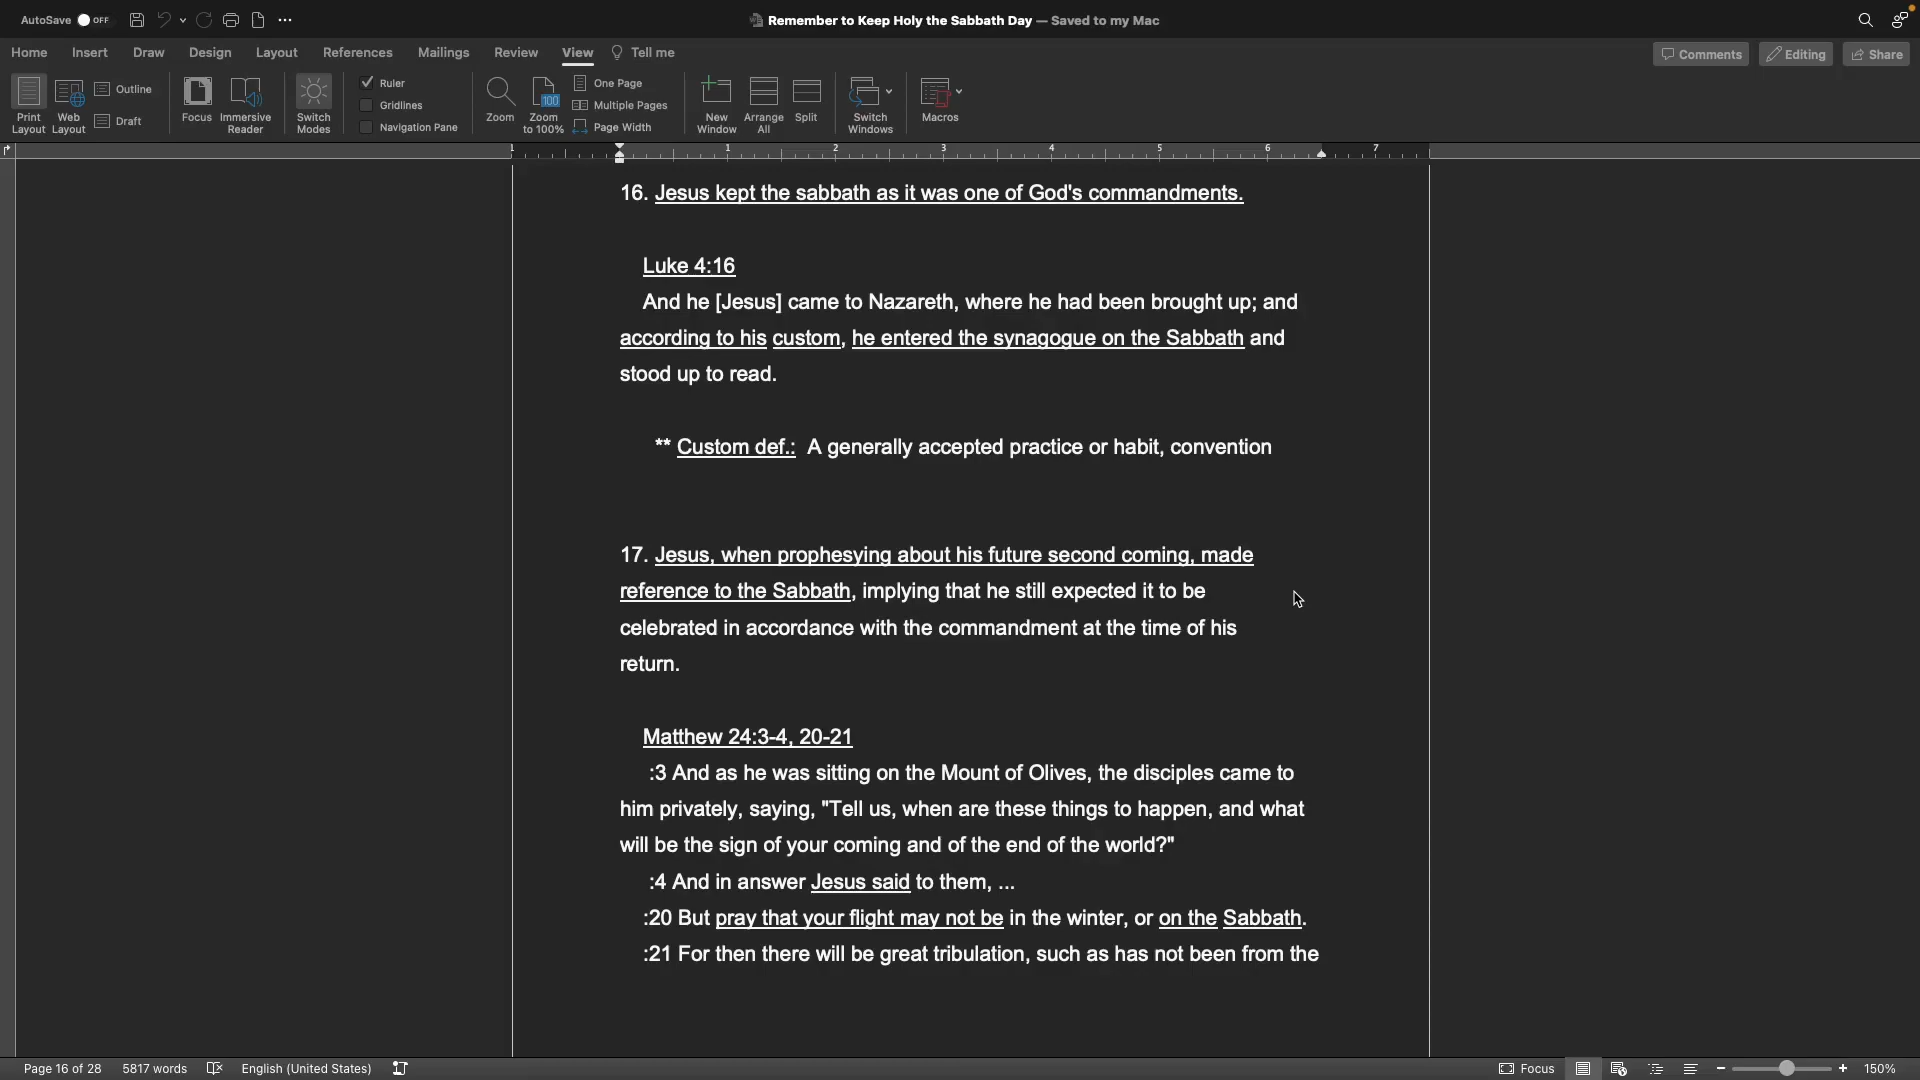 AutoSave OFF
Remember to Keep Holy the Sabbath Day — Saved to my Mac
Home Insert Draw Design Layout References Mailings Review View Tell me
Comments Editing Share
Print Layout
Web Layout
Outline
Draft
Focus
Immersive Reader
Switch Modes
Ruler
Gridlines
Navigation Pane
Zoom
100
Zoom to 100%
One Page
Multiple Pages
Page Width
New Window
Arrange All
Split
Switch Windows
Macros
1 1 2 3 4 5 6 7
16. Jesus kept the sabbath as it was one of God's commandments.
Luke 4:16
And he [Jesus] came to Nazareth, where he had been brought up; and
according to his custom, he entered the synagogue on the Sabbath and
stood up to read.
** Custom def.: A generally accepted practice or habit, convention
17. Jesus, when prophesying about his future second coming, made
reference to the Sabbath, implying that he still expected it to be
celebrated in accordance with the commandment at the time of his
return.
Matthew 24:3-4, 20-21
:3 And as he was sitting on the Mount of Olives, the disciples came to
him privately, saying, "Tell us, when are these things to happen, and what
will be the sign of your coming and of the end of the world?"
:4 And in answer Jesus said to them, ...
:20 But pray that your flight may not be in the winter, or on the Sabbath.
:21 For then there will be great tribulation, such as has not been from the
Page 16 of 28 5817 words English (United States) Focus 150%